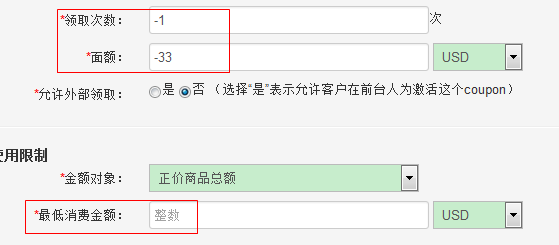 *领取次数： -1 次
*面额： -33 USD
*允许外部领取： 是 否 （选择“是”表示允许客户在前台人为激活这个coupon）
使用限制
*金额对象： 正价商品总额
*最低消费金额： 整数 USD